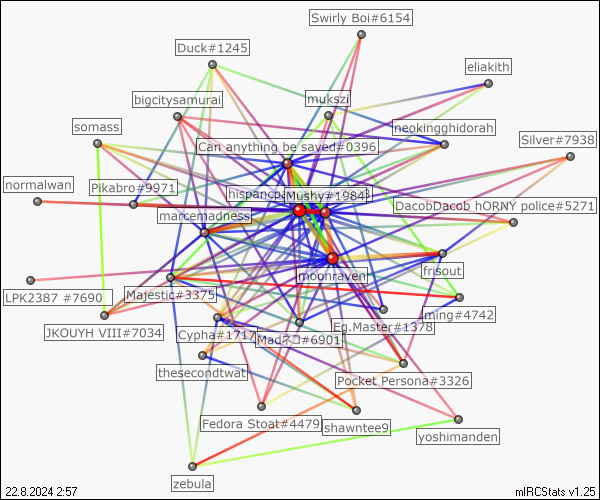 Swirly Boi#6154
Duck#1245
eliakith
bigcitysamurai
mukszi
somass
neokingghidorah
Silver#7938
Can anything be saved#0396
normalwan
Pikabro#9971
Mushy#1984
DacobDacob hORNY police#5271
marcemadness
moonraven
frisout
LPK2387 #7690
Majestic#3375
ming#4742
JKOUYH VIII#7034
Cypha#1717
Madネコ#6901
Eg.Master#1378
thesecondtwat
Pocket Persona#3326
Fedora Stoat#4479
shawntee9
yoshimanden
zebula
22.8.2024 2:57
mIRCStats v1.25